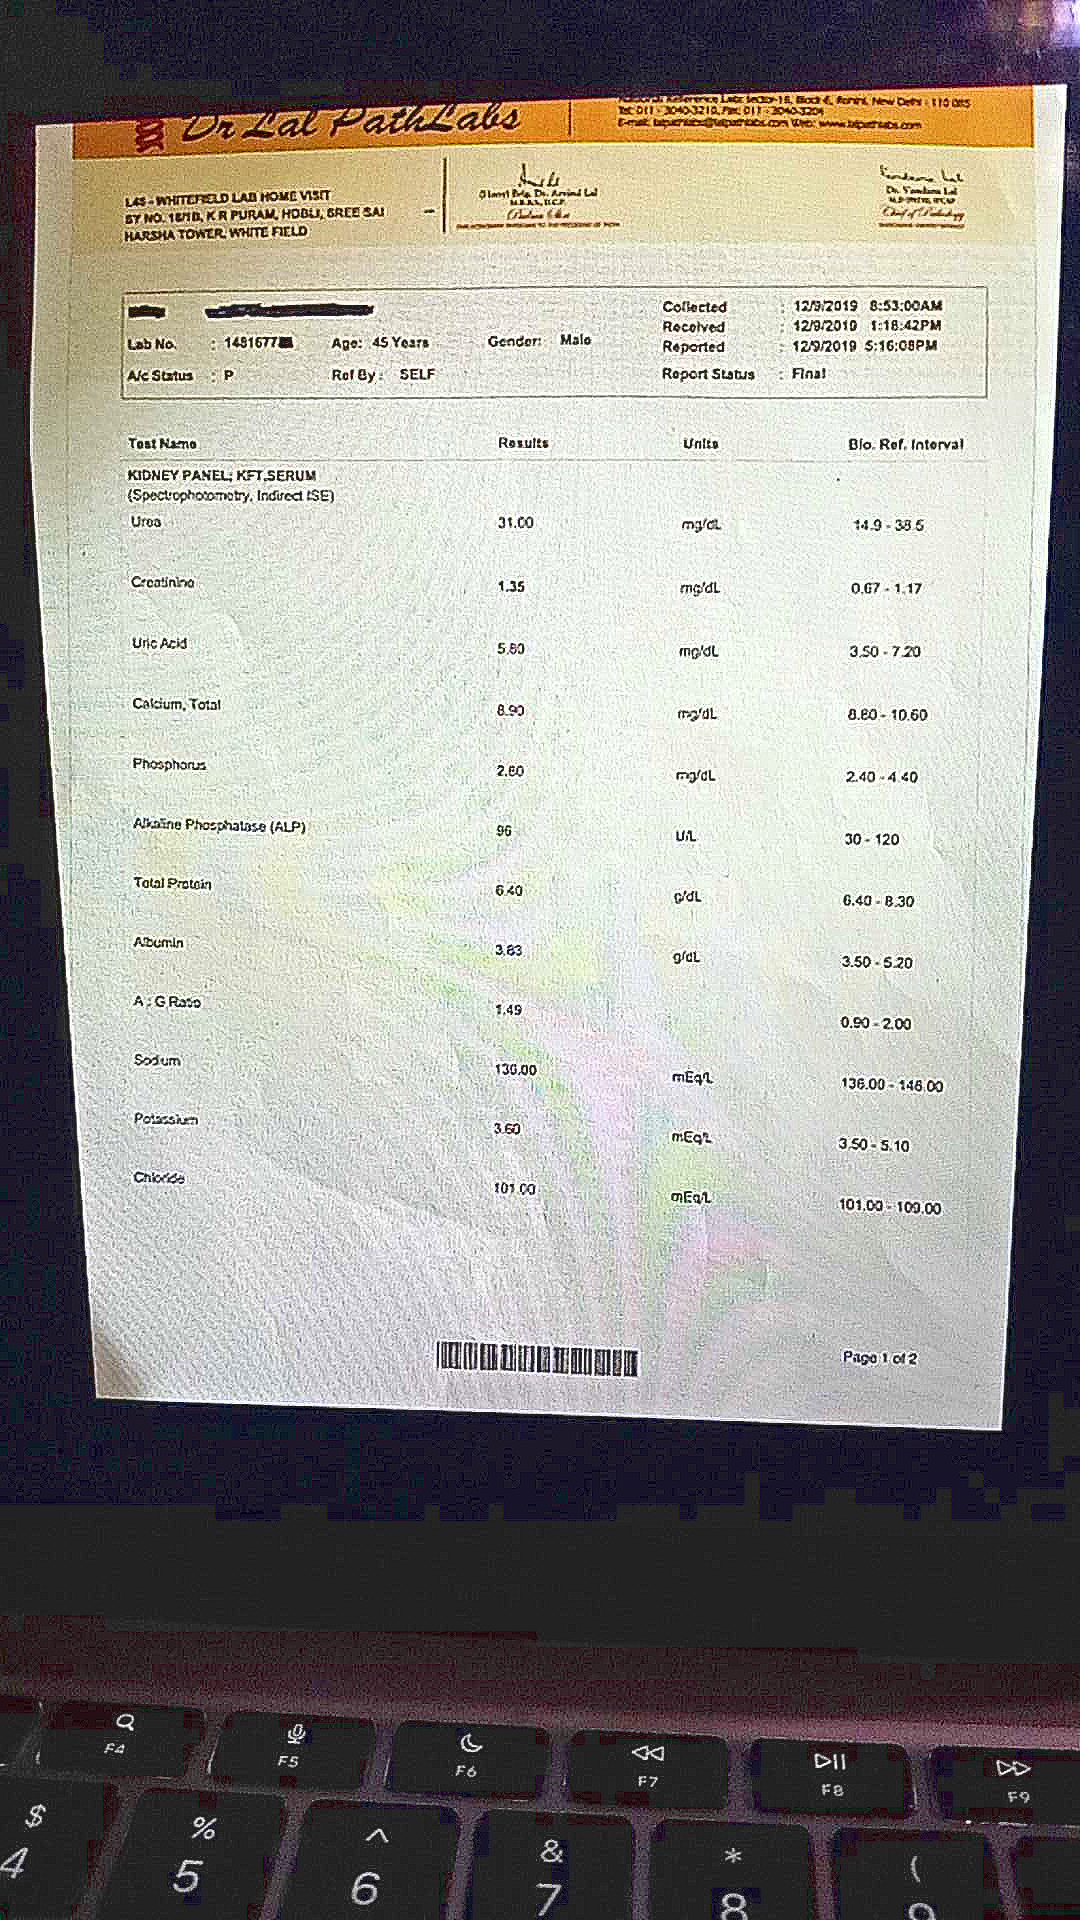 Dr Lal PathLabs
Reference Lab: Sector-18, Block-E, Rohini, New Delhi - 110 085
Tel: 011 - 3040-3210, Fax: 011 - 3040-3204
E-mail: lalpathlabs@lalpathlabs.com Web: www.lalpathlabs.com
L45 - WHITEFIELD LAB HOME VISIT
SY NO. 18/1B, K R PURAM, HOBLI, SREE SAI
HARSHA TOWER, WHITE FIELD
Brig. Dr. Arvind Lal
M.B.B.S., D.C.P.
Dr. Vandana Lal
Chief of Pathology
Collected : 12/9/2019 8:53:00AM
Received : 12/9/2019 1:18:42PM
Lab No. : 1481677 Age: 45 Years Gender: Male
Reported : 12/9/2019 5:16:08PM
A/c Status : P Ref By : SELF
Report Status : Final
Test Name Results Units Bio. Ref. Interval
KIDNEY PANEL; KFT,SERUM
(Spectrophotometry, Indirect ISE)
Urea 31.00 mg/dL 14.9 - 38.5
Creatinine 1.35 mg/dL 0.67 - 1.17
Uric Acid 5.80 mg/dL 3.50 - 7.20
Calcium, Total 8.90 mg/dL 8.80 - 10.60
Phosphorus 2.80 mg/dL 2.40 - 4.40
Alkaline Phosphatase (ALP) 96 U/L 30 - 120
Total Protein 6.40 g/dL 6.40 - 8.30
Albumin 3.83 g/dL 3.50 - 5.20
A : G Ratio 1.49 0.90 - 2.00
Sodium 136.00 mEq/L 136.00 - 146.00
Potassium 3.60 mEq/L 3.50 - 5.10
Chloride 101.00 mEq/L 101.00 - 109.00
Page 1 of 2
F4 F5 F6 F7 F8 F9
$ % ^ & * (
4 5 6 7 8 9